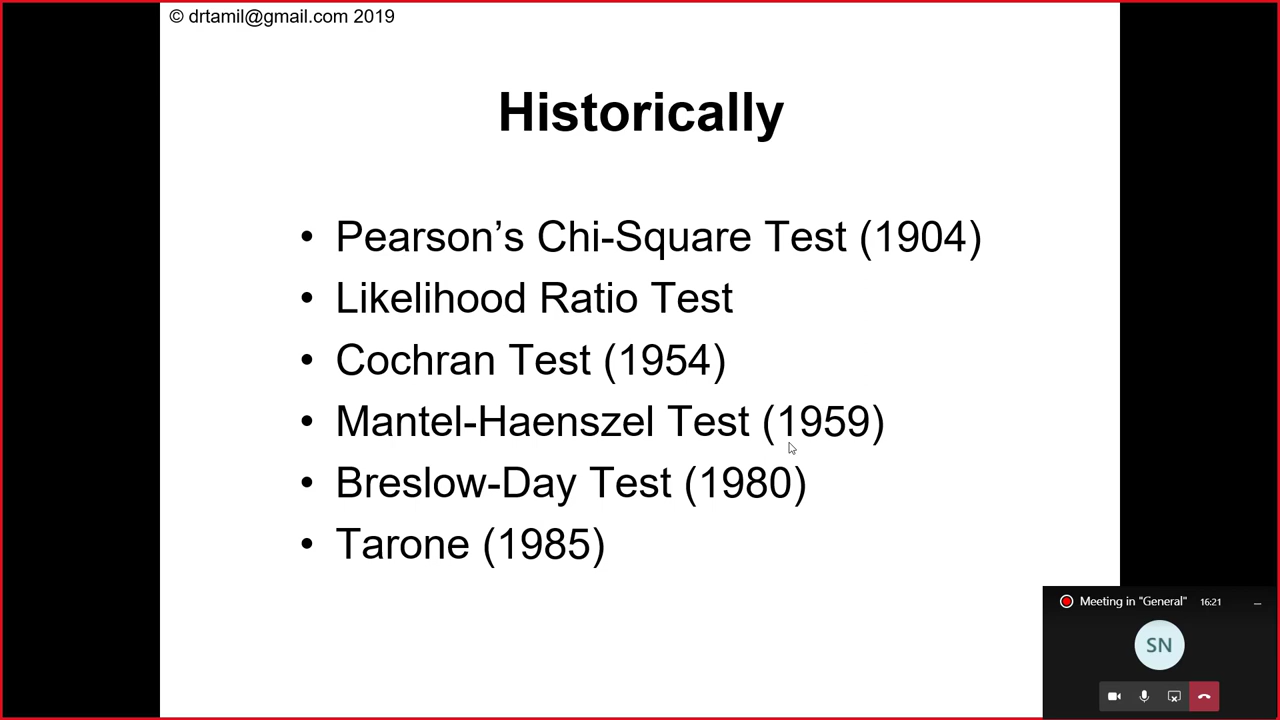 © drtamil@gmail.com 2019
Historically
• Pearson’s Chi-Square Test (1904)
• Likelihood Ratio Test
• Cochran Test (1954)
• Mantel-Haenszel Test (1959)
• Breslow-Day Test (1980)
• Tarone (1985)
Meeting in "General" 16:21
SN